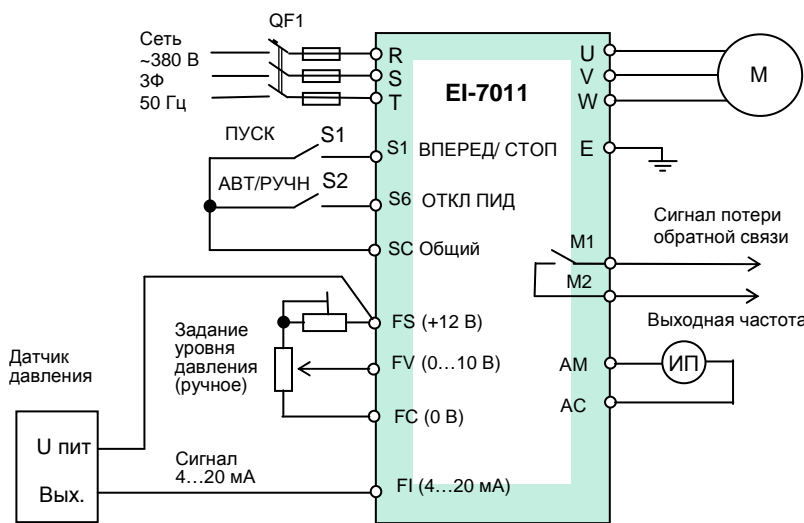 QF1
Сеть
~380 В
3Ф
50 Гц
R
S
T
EI-7011
U
V
W
М
ПУСК
S1
S1 ВПЕРЕД/ СТОП
E
АВТ/РУЧН
S2
S6 ОТКЛ ПИД
SC Общий
M1
M2
Сигнал потери
обратной связи
Выходная частота
Задание
уровня
давления
(ручное)
FS (+12 В)
FV (0…10 В)
FC (0 В)
AM
AC
ИП
Датчик
давления
U пит
Вых.
Сигнал
4…20 мА
FI (4…20 мА)